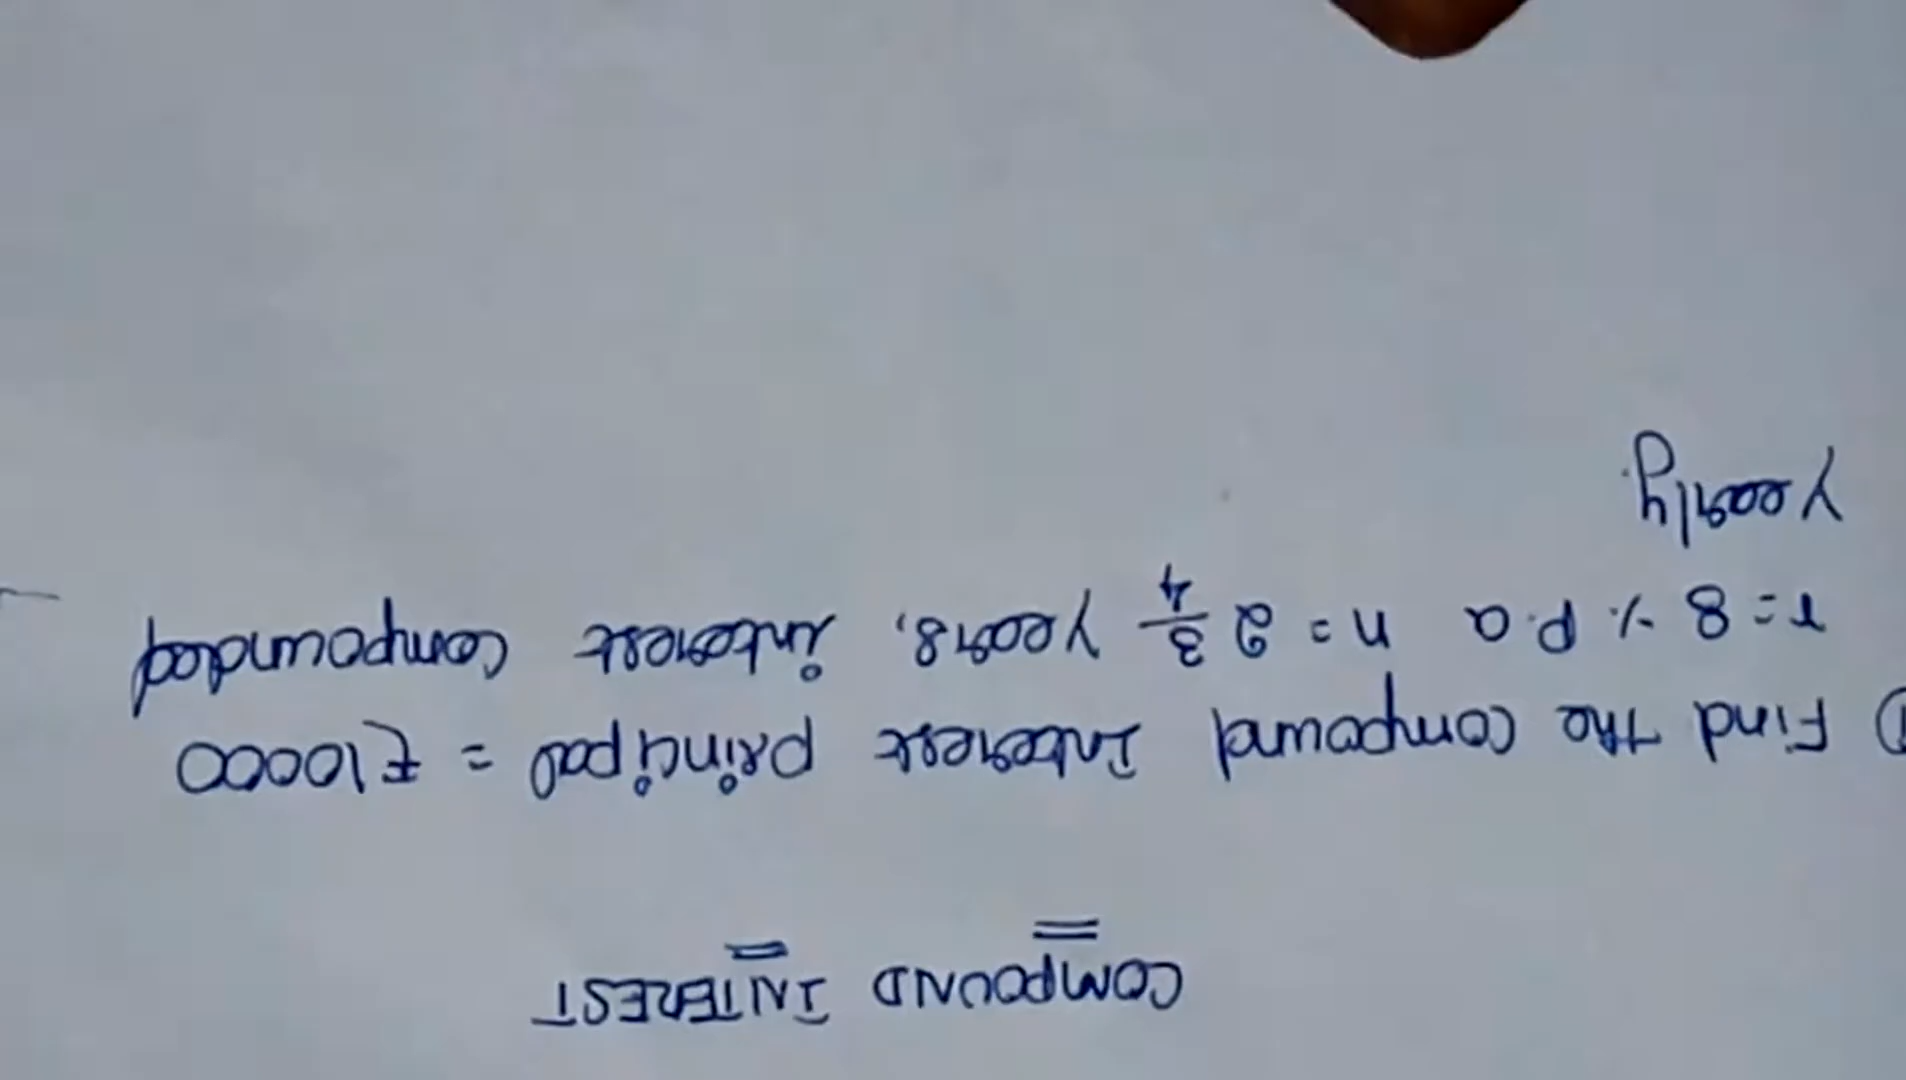 COMPOUND INTEREST
① Find the compound Interest principal = ₹10000
r = 8 % p.a n = 2 3/4 years, interest compounded
yearly.